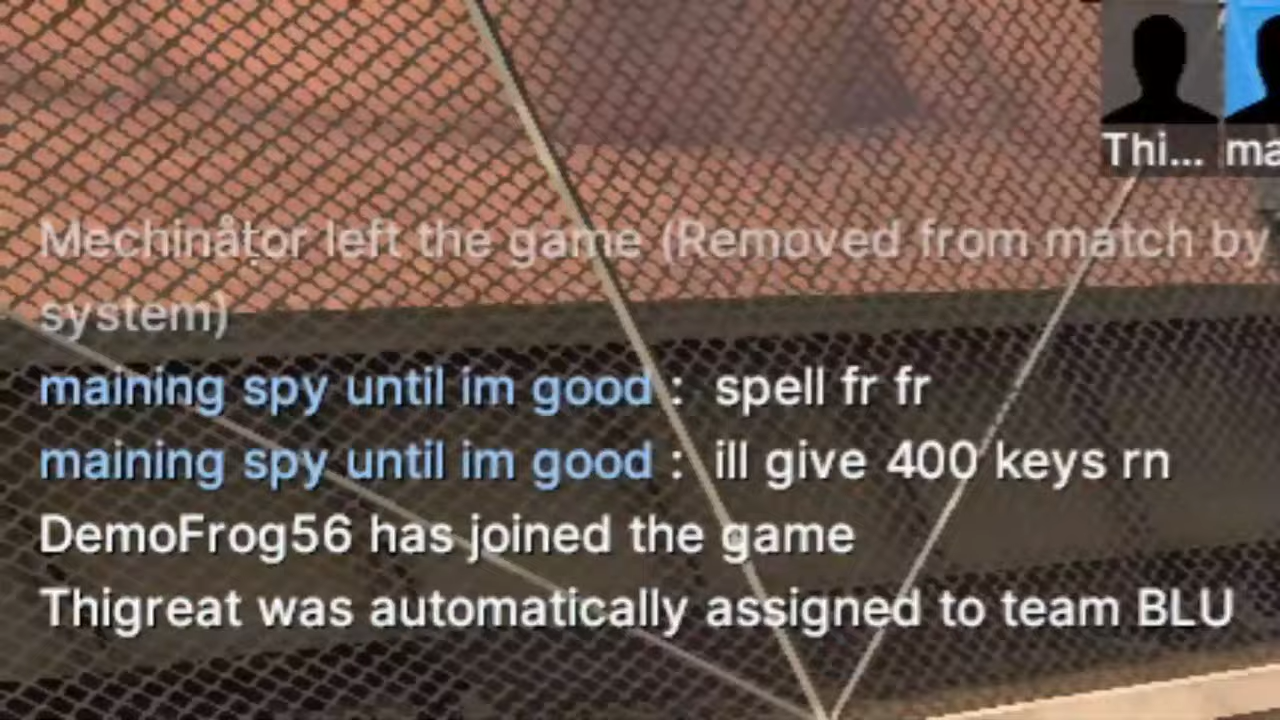 Thi... ma
Mechinåţor left the game (Removed from match by
system)
maining spy until im good :  spell fr fr
maining spy until im good :  ill give 400 keys rn
DemoFrog56 has joined the game
Thigreat was automatically assigned to team BLU